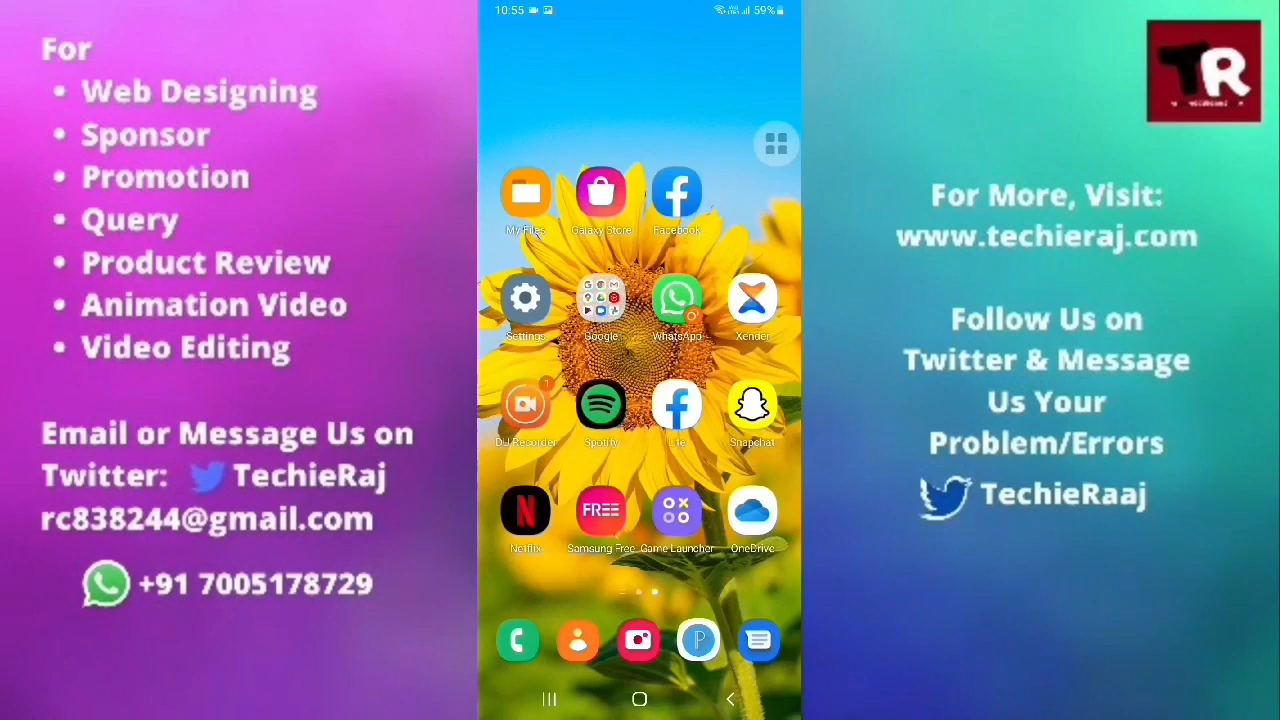 For
• Web Designing
• Sponsor
• Promotion
• Query
• Product Review
• Animation Video
• Video Editing
Email or Message Us on
Twitter: TechieRaj
rc838244@gmail.com
+91 7005178729
10:55
59%
My Files Galaxy Store Facebook
Settings Google WhatsApp Xender
1
DU Recorder Spotify Lite Snapchat
N FREE
Netflix Samsung Free Game Launcher OneDrive
TR
For More, Visit:
www.techieraj.com
Follow Us on
Twitter & Message
Us Your
Problem/Errors
TechieRaaj